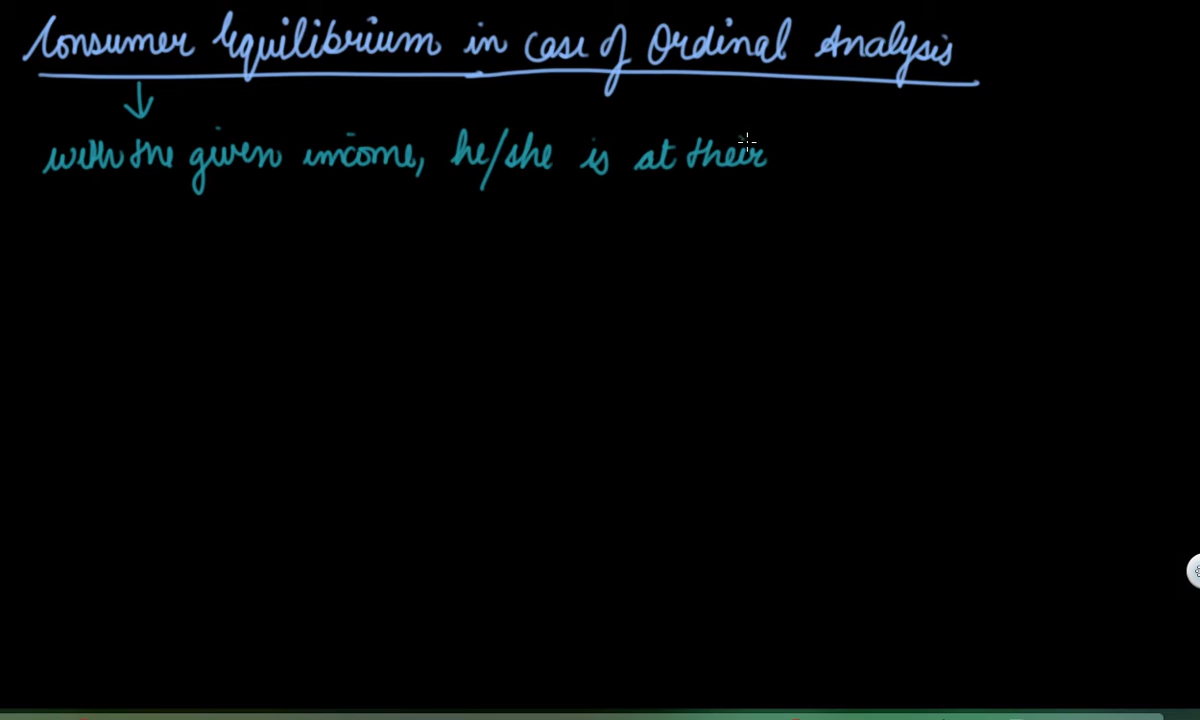 Consumer Equilibrium in case of Ordinal Analysis
with the given income, he/she is at their